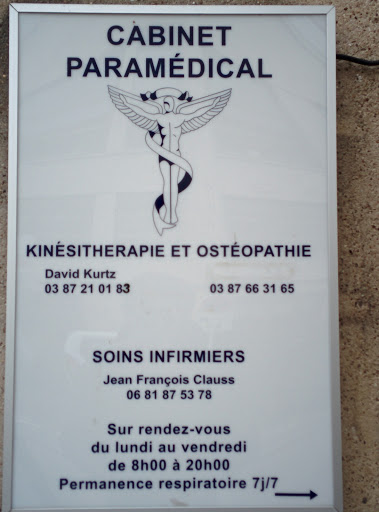 CABINET
PARAMÉDICAL
KINÉSITHERAPIE ET OSTÉOPATHIE
David Kurtz
03 87 21 01 83 03 87 66 31 65
SOINS INFIRMIERS
Jean François Clauss
06 81 87 53 78
Sur rendez-vous
du lundi au vendredi
de 8h00 à 20h00
Permanence respiratoire 7j/7